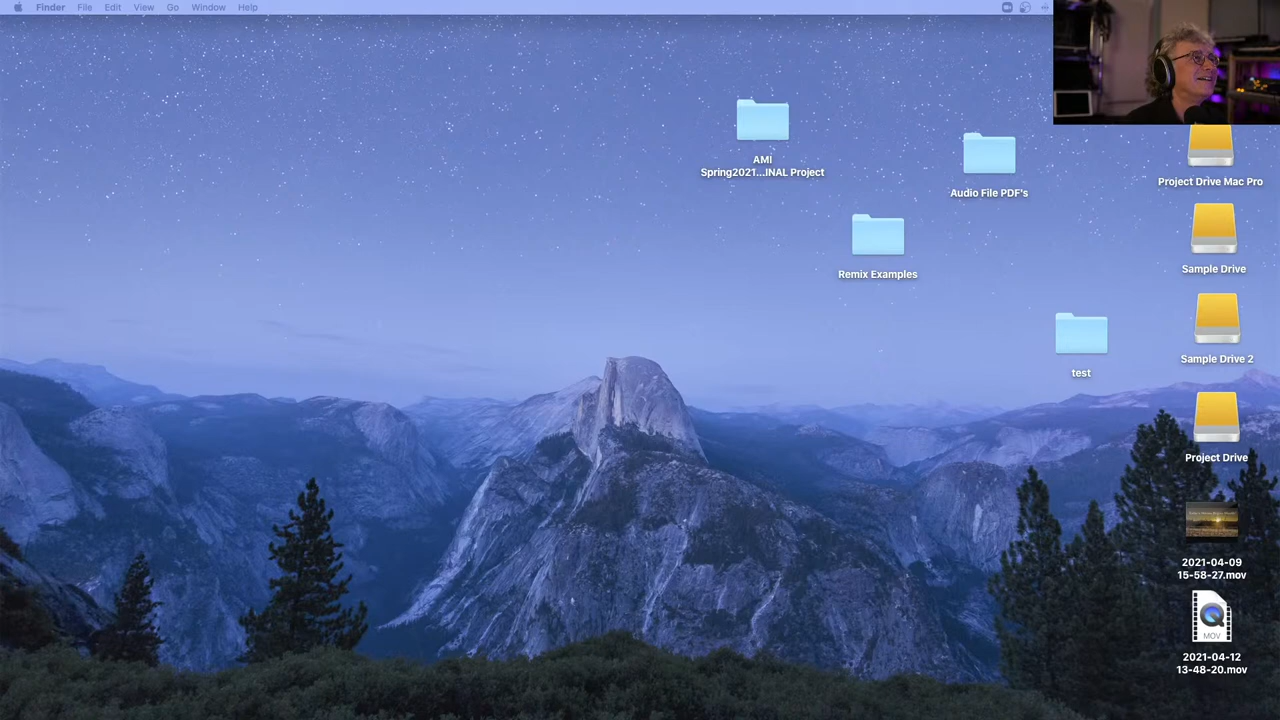 Finder File Edit View Go Window Help
AMI
Spring2021...INAL Project
Audio File PDF's
Project Drive Mac Pro
Remix Examples
Sample Drive
test
Sample Drive 2
Project Drive
2021-04-09
15-58-27.mov
MOV
2021-04-12
13-48-20.mov